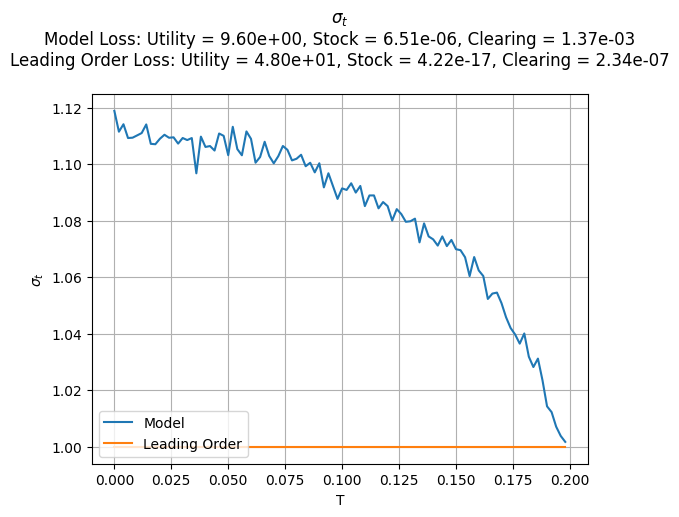 σₜ
Model Loss: Utility = 9.60e+00, Stock = 6.51e-06, Clearing = 1.37e-03
Leading Order Loss: Utility = 4.80e+01, Stock = 4.22e-17, Clearing = 2.34e-07
1.12
1.10
1.08
1.06
1.04
1.02
1.00
σₜ
Model
Leading Order
0.000 0.025 0.050 0.075 0.100 0.125 0.150 0.175 0.200
T